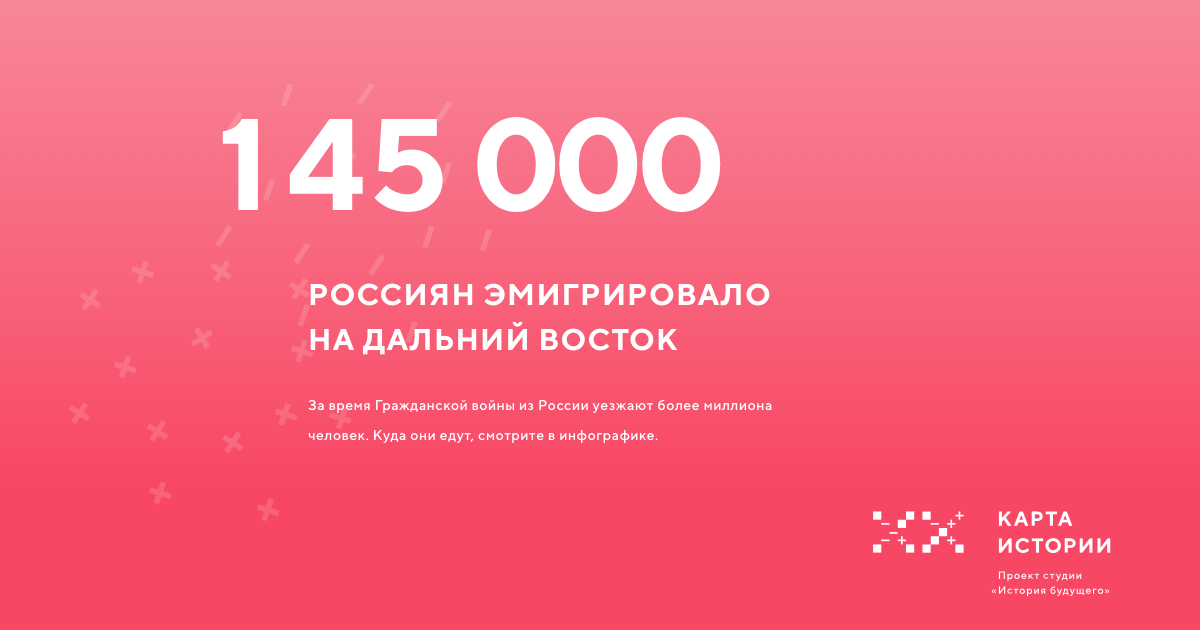 145 000
РОССИЯН ЭМИГРИРОВАЛО
НА ДАЛЬНИЙ ВОСТОК
За время Гражданской войны из России уезжают более миллиона
человек. Куда они едут, смотрите в инфографике.
КАРТА
ИСТОРИИ
Проект студии
«История будущего»